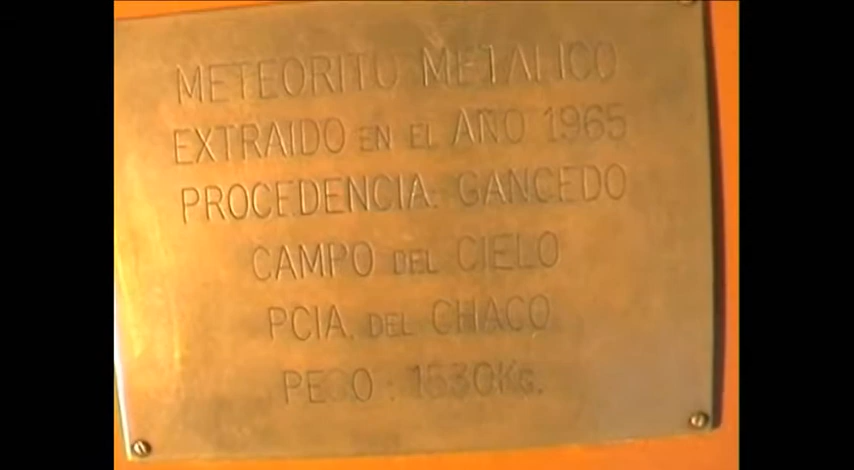 METEORITO METALICO
EXTRAIDO EN EL AÑO 1965
PROCEDENCIA: GANCEDO
CAMPO DEL CIELO
PCIA. DEL CHACO
PESO : 1530KG.